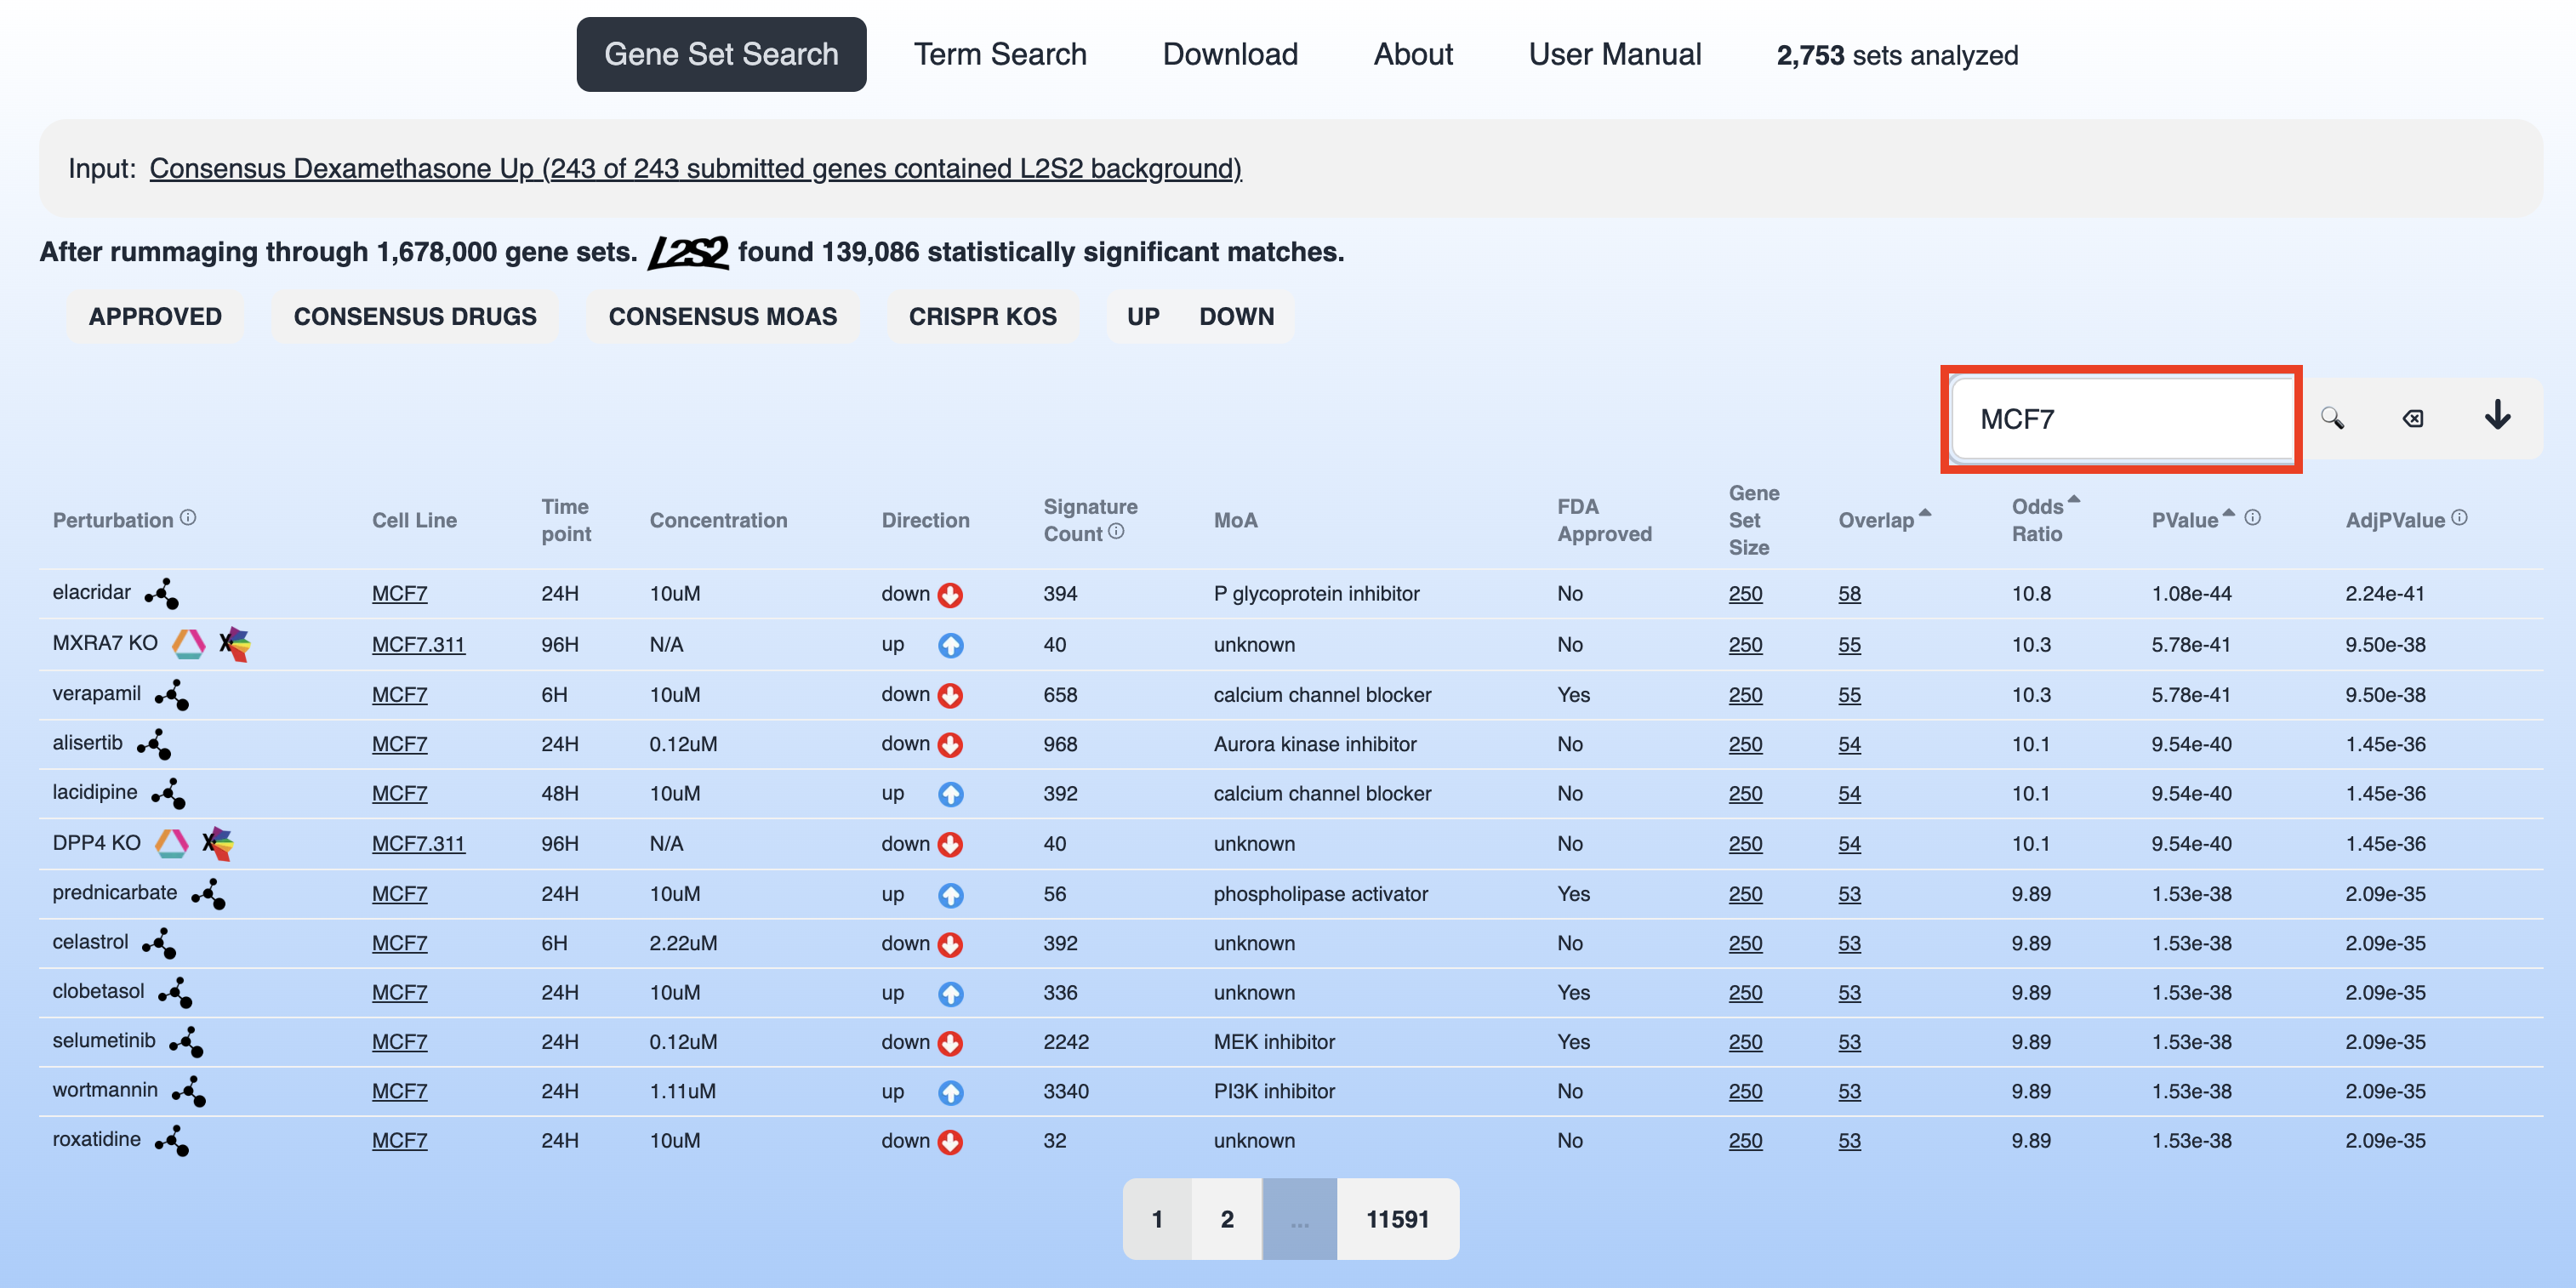 Gene Set Search Term Search Download About User Manual 2,753 sets analyzed
Input: Consensus Dexamethasone Up (243 of 243 submitted genes contained L2S2 background)
After rummaging through 1,678,000 gene sets. L2S2 found 139,086 statistically significant matches.
APPROVED CONSENSUS DRUGS CONSENSUS MOAS CRISPR KOS UP DOWN
MCF7
Perturbation Cell Line Time point Concentration Direction Signature Count MoA FDA Approved Gene Set Size Overlap Odds Ratio PValue AdjPValue
elacridar MCF7 24H 10uM down 394 P glycoprotein inhibitor No 250 58 10.8 1.08e-44 2.24e-41
MXRA7 KO MCF7.311 96H N/A up 40 unknown No 250 55 10.3 5.78e-41 9.50e-38
verapamil MCF7 6H 10uM down 658 calcium channel blocker Yes 250 55 10.3 5.78e-41 9.50e-38
alisertib MCF7 24H 0.12uM down 968 Aurora kinase inhibitor No 250 54 10.1 9.54e-40 1.45e-36
lacidipine MCF7 48H 10uM up 392 calcium channel blocker No 250 54 10.1 9.54e-40 1.45e-36
DPP4 KO MCF7.311 96H N/A down 40 unknown No 250 54 10.1 9.54e-40 1.45e-36
prednicarbate MCF7 24H 10uM up 56 phospholipase activator Yes 250 53 9.89 1.53e-38 2.09e-35
celastrol MCF7 6H 2.22uM down 392 unknown No 250 53 9.89 1.53e-38 2.09e-35
clobetasol MCF7 24H 10uM up 336 unknown Yes 250 53 9.89 1.53e-38 2.09e-35
selumetinib MCF7 24H 0.12uM down 2242 MEK inhibitor Yes 250 53 9.89 1.53e-38 2.09e-35
wortmannin MCF7 24H 1.11uM up 3340 PI3K inhibitor No 250 53 9.89 1.53e-38 2.09e-35
roxatidine MCF7 24H 10uM down 32 unknown No 250 53 9.89 1.53e-38 2.09e-35
1 2 ... 11591